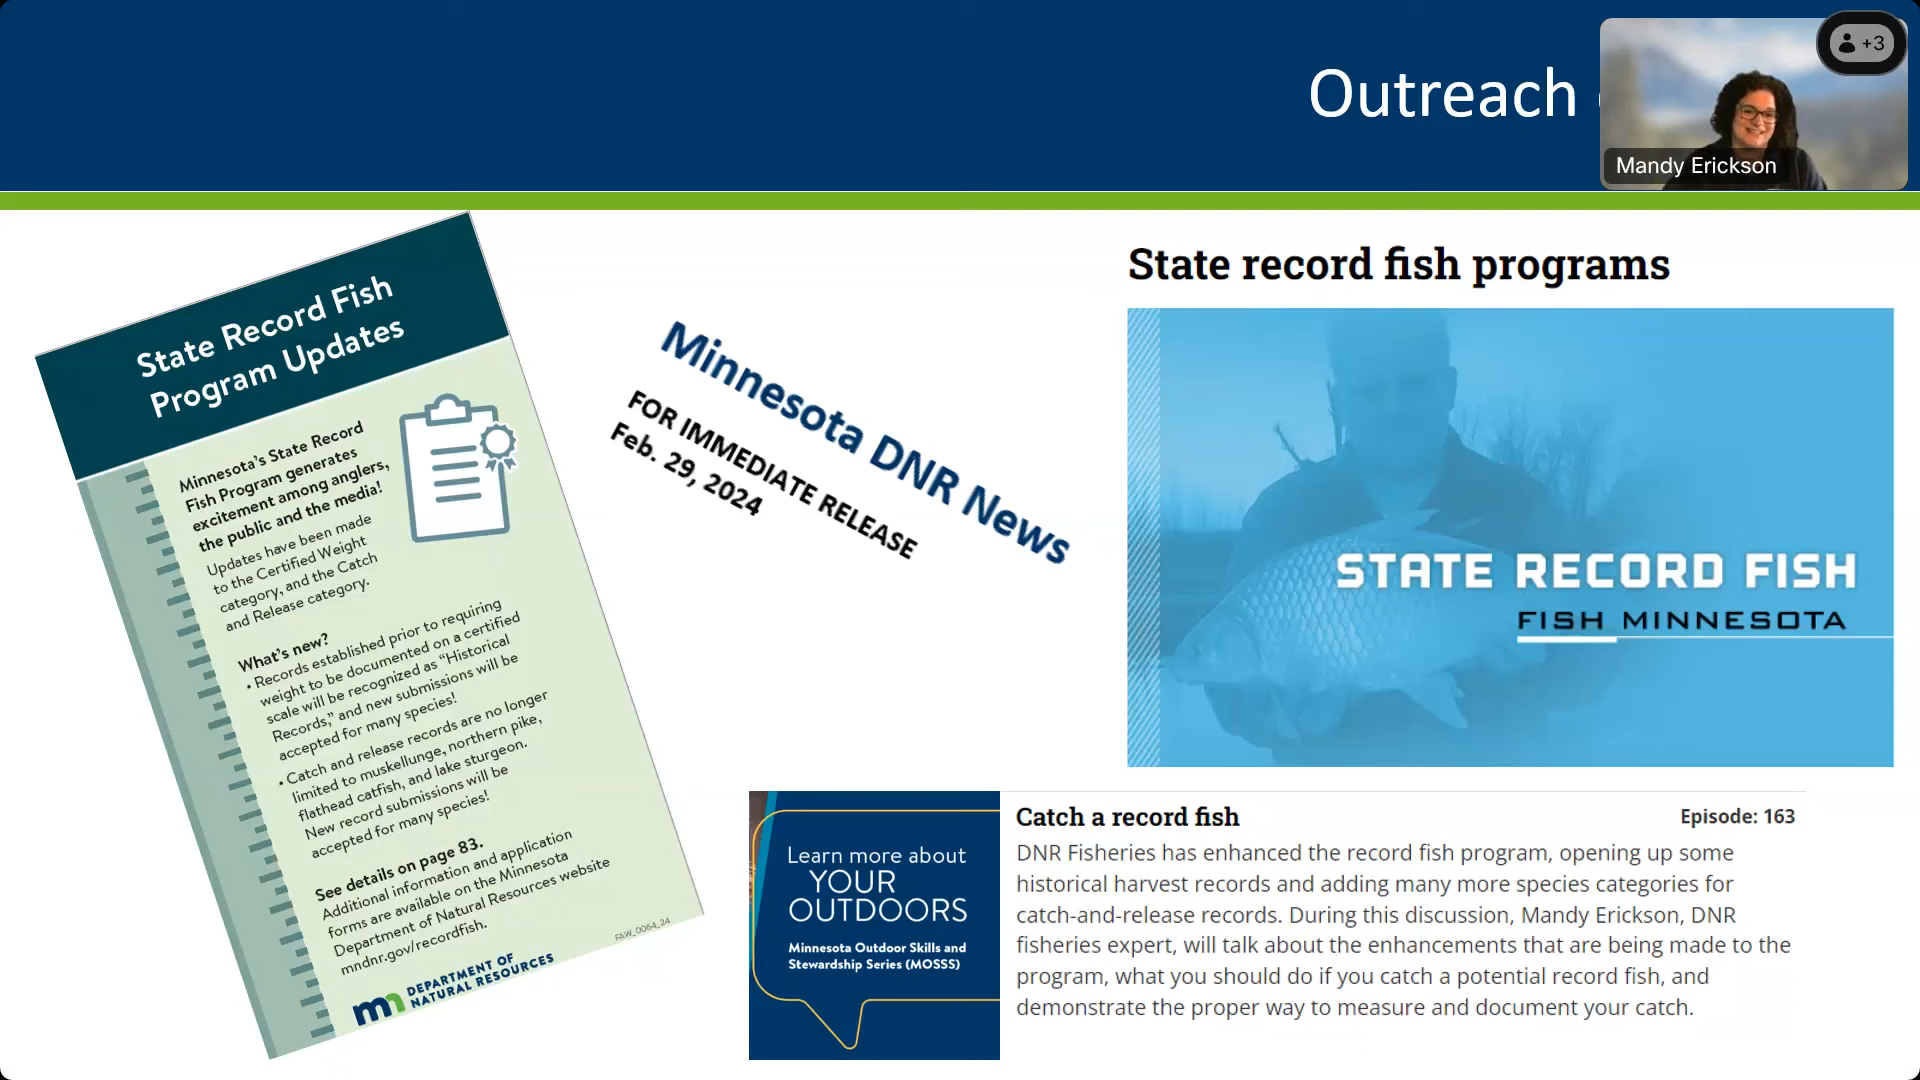 Outreach
+3
Mandy Erickson
State Record Fish
Program Updates
Minnesota's State Record
Fish Program generates
excitement among anglers,
the public and the media!
Updates have been made
to the Certified Weight
category, and the Catch
and Release category.
What's new?
• Records established prior to requiring
weight to be documented on a certified
scale will be recognized as "Historical
Records," and new submissions will be
accepted for many species!
• Catch and release records are no longer
limited to muskellunge, northern pike,
flathead catfish, and lake sturgeon.
New record submissions will be
accepted for many species!
See details on page 83.
Additional information and application
forms are available on the Minnesota
Department of Natural Resources website
mndnr.gov/recordfish.
FAW_0064_24
mn DEPARTMENT OF
NATURAL RESOURCES
Minnesota DNR News
FOR IMMEDIATE RELEASE
Feb. 29, 2024
State record fish programs
STATE RECORD FISH
FISH MINNESOTA
Learn more about
YOUR
OUTDOORS
Minnesota Outdoor Skills and
Stewardship Series (MOSSS)
Catch a record fish
Episode: 163
DNR Fisheries has enhanced the record fish program, opening up some
historical harvest records and adding many more species categories for
catch-and-release records. During this discussion, Mandy Erickson, DNR
fisheries expert, will talk about the enhancements that are being made to the
program, what you should do if you catch a potential record fish, and
demonstrate the proper way to measure and document your catch.